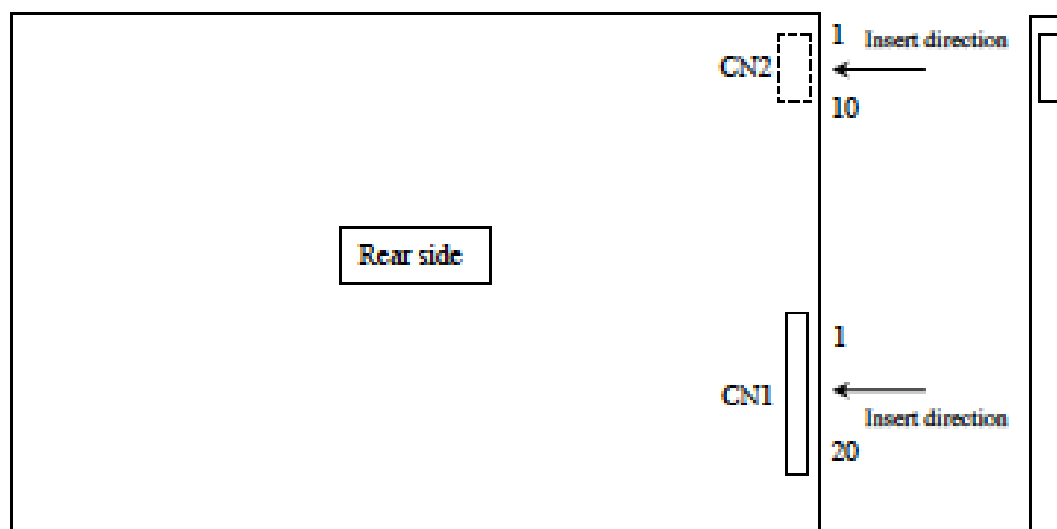 1 Insert direction
CN2
10
Rear side
1
CN1
Insert direction
20